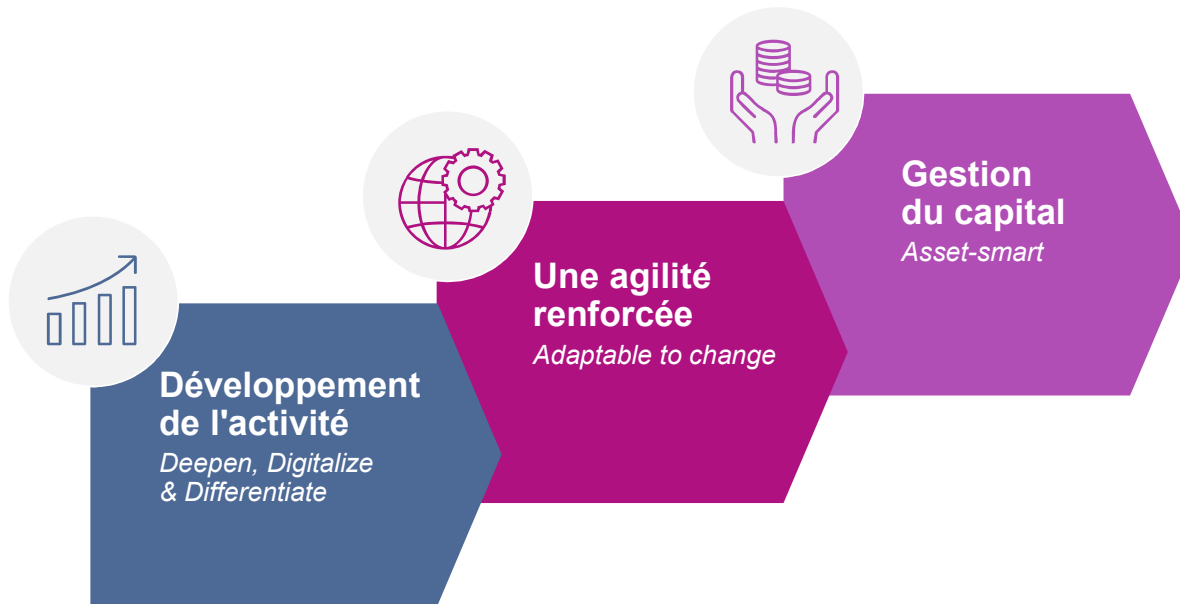 Développement
de l'activité
Deepen, Digitalize
& Differentiate
Une agilité
renforcée
Adaptable to change
Gestion
du capital
Asset-smart